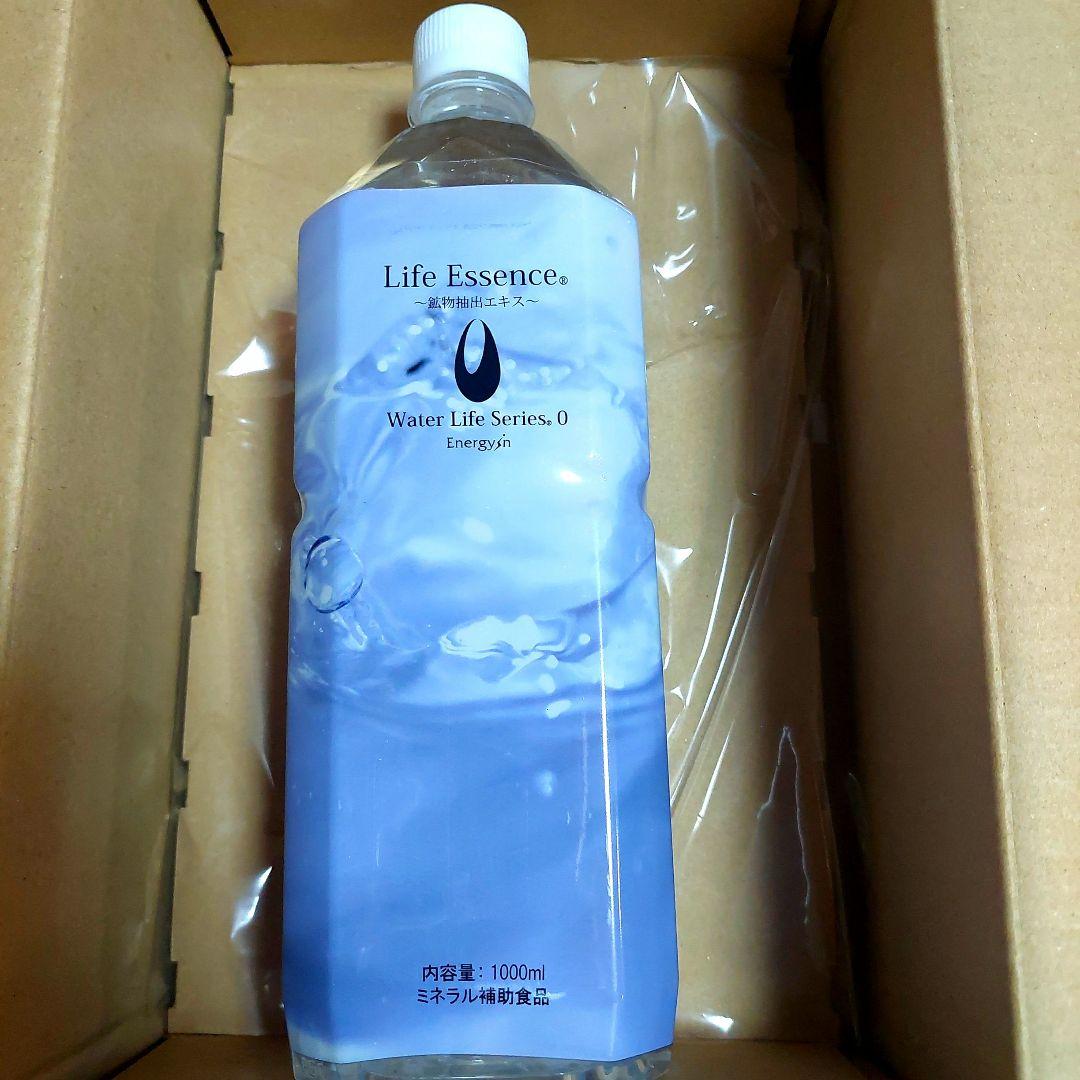 Life Essence®
～鉱物抽出エキス～
Water Life Series® 0
Energysin
内容量：1000ml
ミネラル補助食品